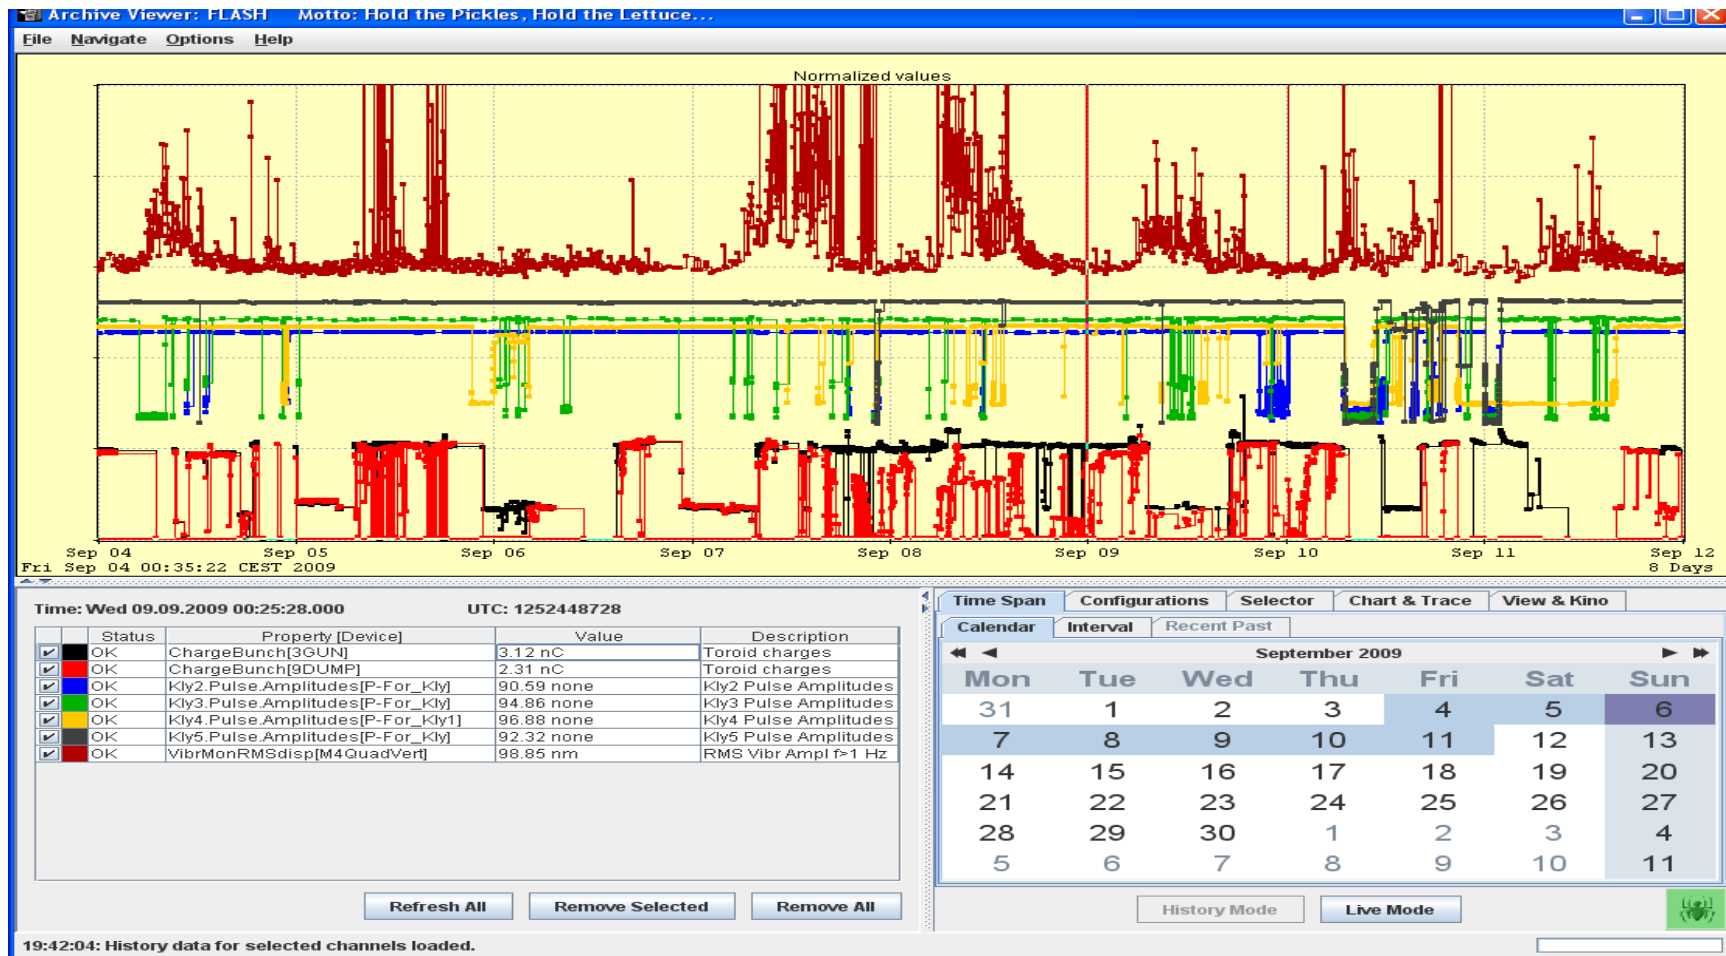 Archive Viewer: FLASH Motto: Hold the Pickles, Hold the Lettuce...
File Navigate Options Help
Normalized values
Sep 04 Sep 05 Sep 06 Sep 07 Sep 08 Sep 09 Sep 10 Sep 11 Sep 12
Fri Sep 04 00:35:22 CEST 2009 8 Days
Time: Wed 09.09.2009 00:25:28.000 UTC: 1252448728
Status Property [Device] Value Description
OK ChargeBunch[3GUN] 3.12 nC Toroid charges
OK ChargeBunch[9DUMP] 2.31 nC Toroid charges
OK Kly2.Pulse.Amplitudes[P-For_Kly] 90.59 none Kly2 Pulse Amplitudes
OK Kly3.Pulse.Amplitudes[P-For_Kly] 94.86 none Kly3 Pulse Amplitudes
OK Kly4.Pulse.Amplitudes[P-For_Kly1] 96.88 none Kly4 Pulse Amplitudes
OK Kly5.Pulse.Amplitudes[P-For_Kly] 92.32 none Kly5 Pulse Amplitudes
OK VibrMonRMSdisp[M4QuadVert] 98.85 nm RMS Vibr Ampl f>1 Hz
Refresh All Remove Selected Remove All
Time Span Configurations Selector Chart & Trace View & Kino
Calendar Interval Recent Past
September 2009
Mon Tue Wed Thu Fri Sat Sun
31 1 2 3 4 5 6
7 8 9 10 11 12 13
14 15 16 17 18 19 20
21 22 23 24 25 26 27
28 29 30 1 2 3 4
5 6 7 8 9 10 11
History Mode Live Mode
19:42:04: History data for selected channels loaded.